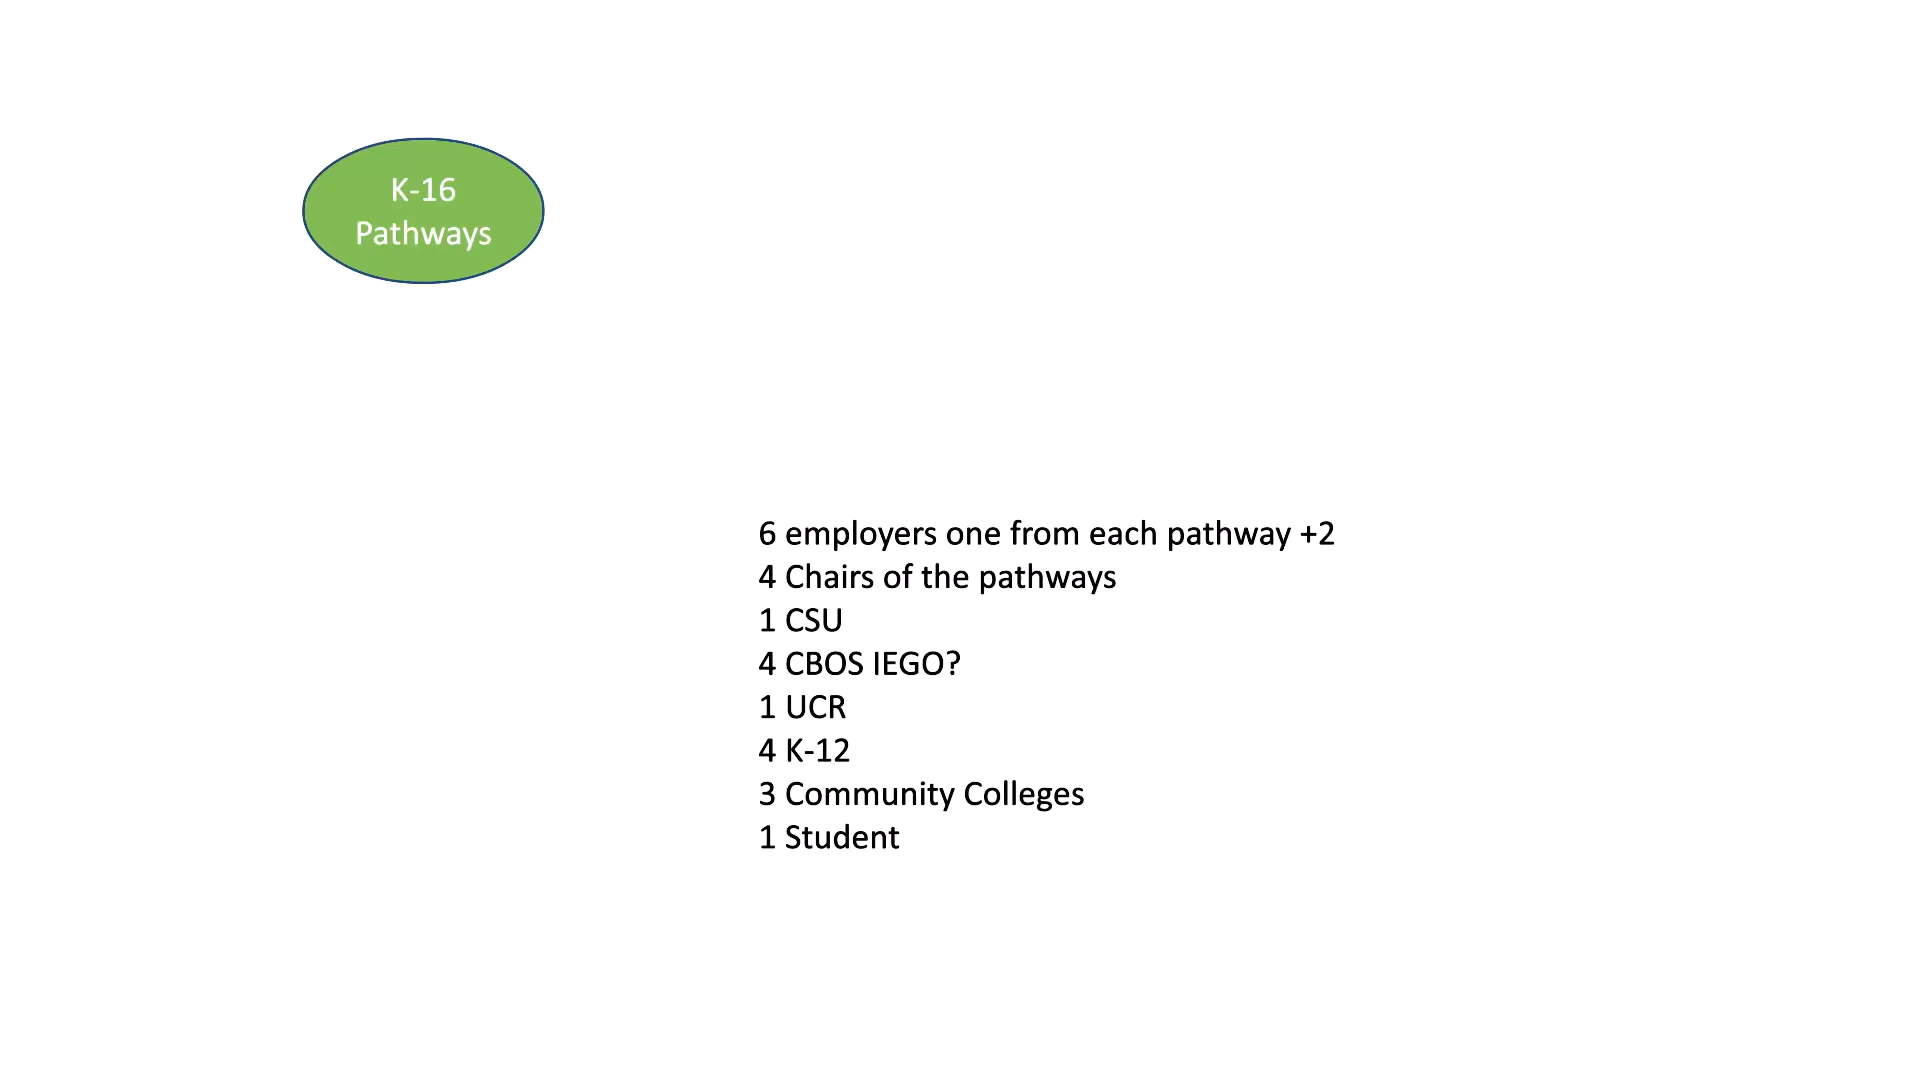 K-16
Pathways
6 employers one from each pathway +2
4 Chairs of the pathways
1 CSU
4 CBOS IEGO?
1 UCR
4 K-12
3 Community Colleges
1 Student